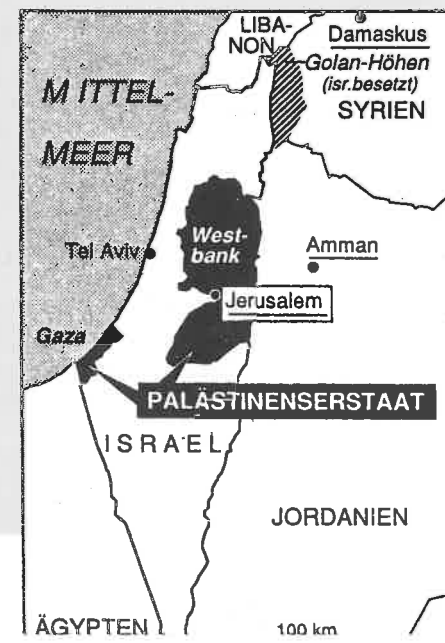 LIBA-
NON
Damaskus
Golan-Höhen
(isr.besetzt)
SYRIEN
MITTEL-
MEER
West-
bank
Tel Aviv
Amman
Jerusalem
Gaza
PALÄSTINENSERSTAAT
ISRAEL
JORDANIEN
ÄGYPTEN
100 km